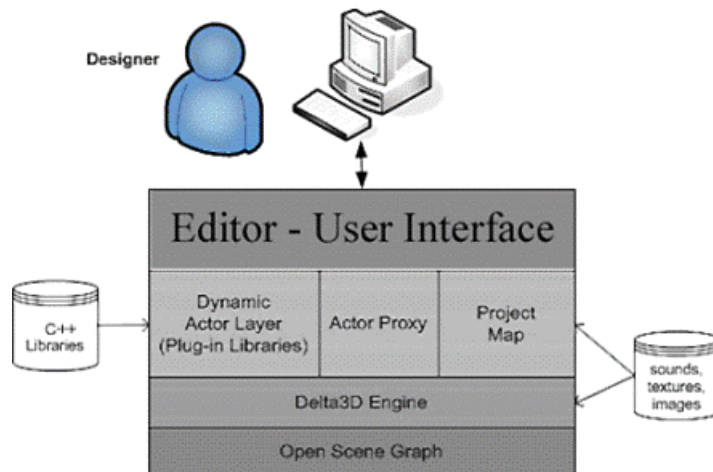 Designer
Editor - User Interface
Dynamic
Actor Layer
(Plug-in Libraries)
Actor Proxy
Project
Map
C++
Libraries
sounds,
textures,
images
Delta3D Engine
Open Scene Graph